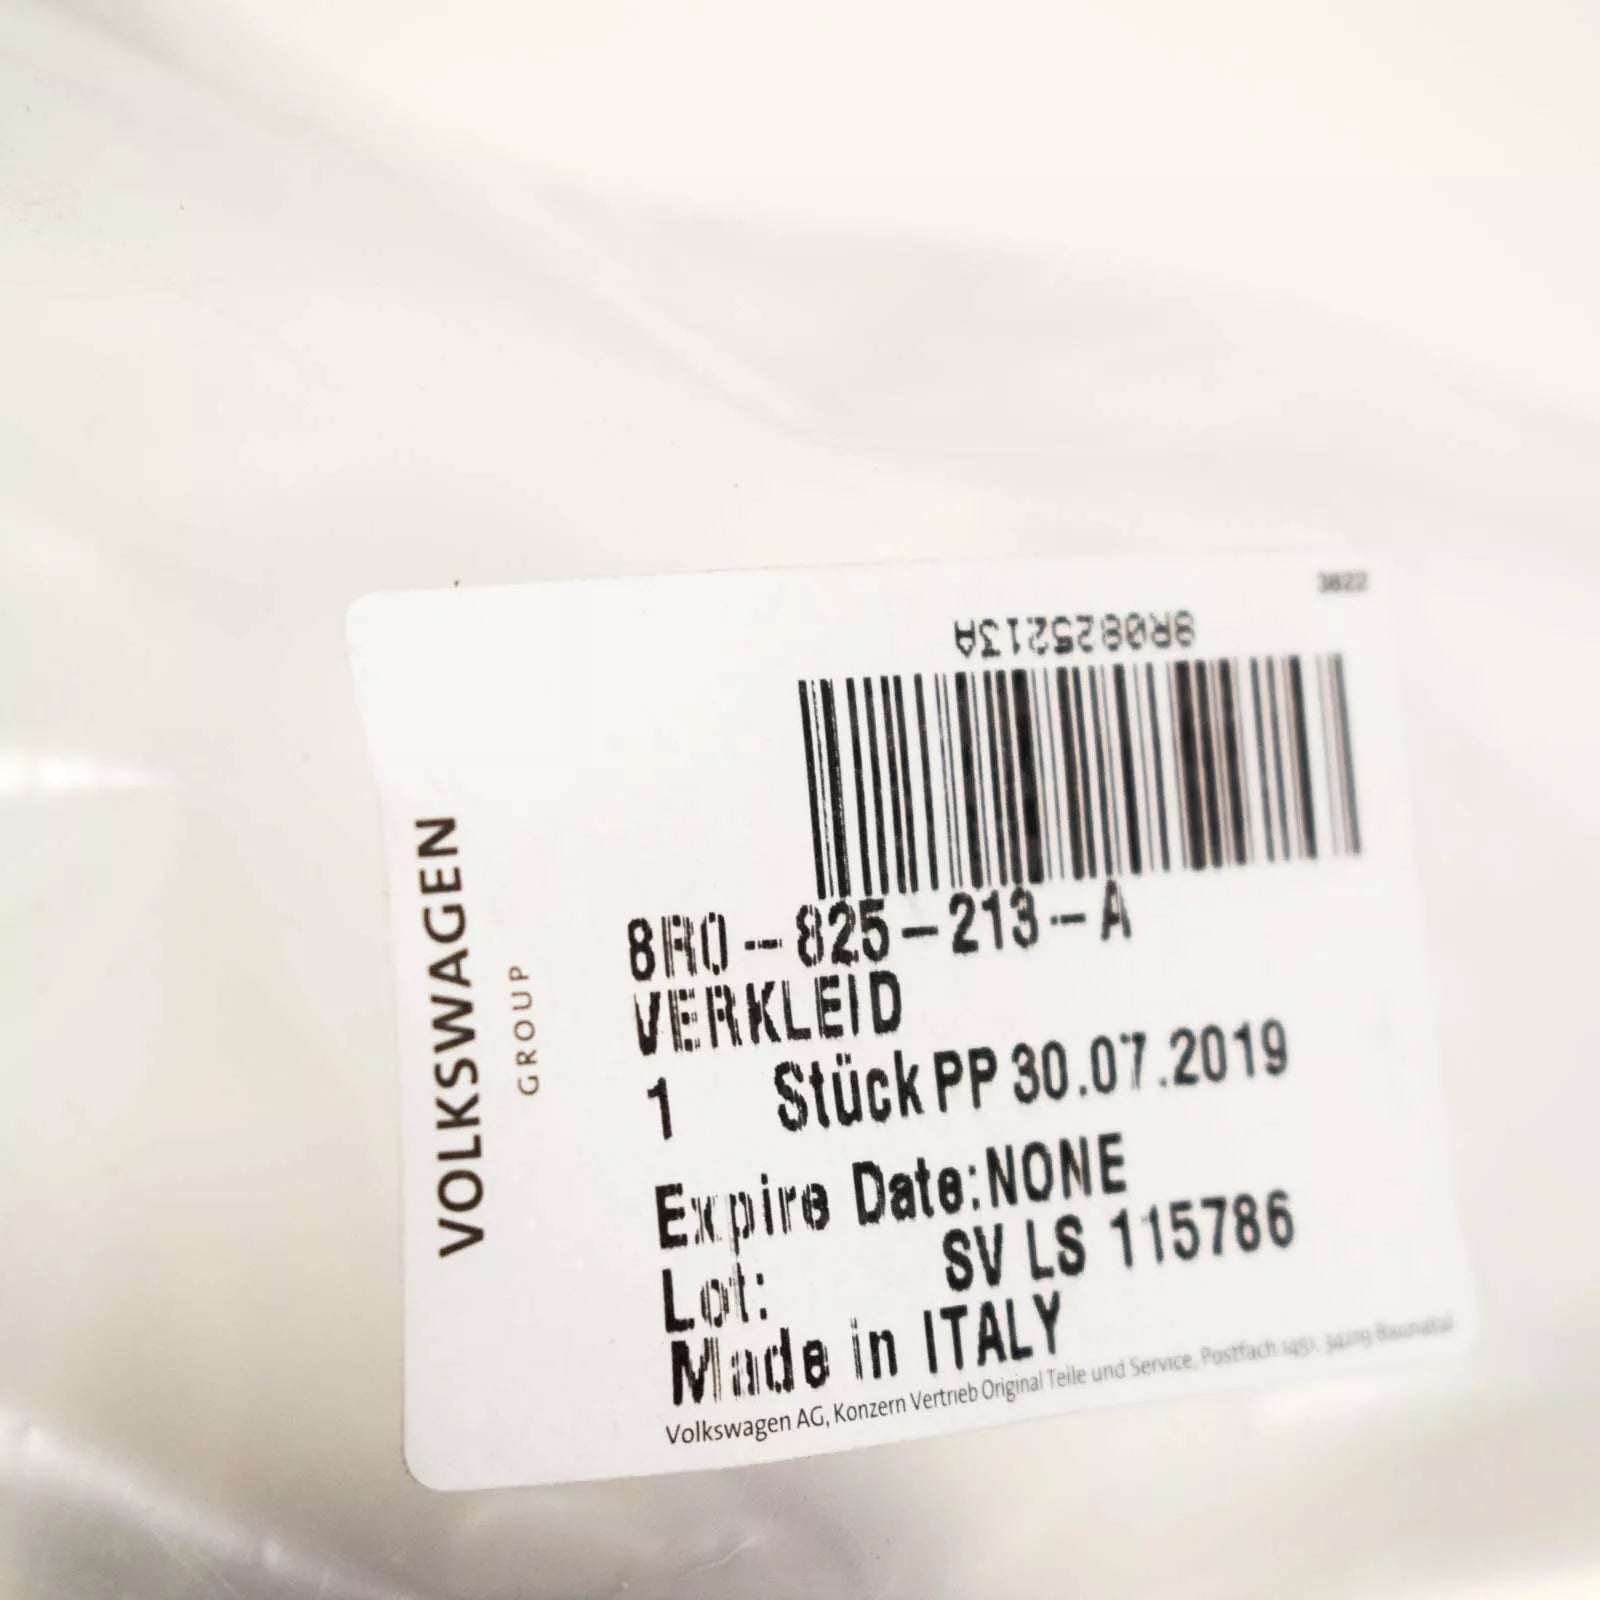 3022
8R0825213A
8R0-825-213-A
VERKLEID
1 Stück PP 30.07.2019
Expire Date:NONE
Lot: SV LS 115786
Made in ITALY
Volkswagen AG, Konzern Vertrieb Original Teile und Service, Postfach 1451, 34219 Baunatal
VOLKSWAGEN
GROUP